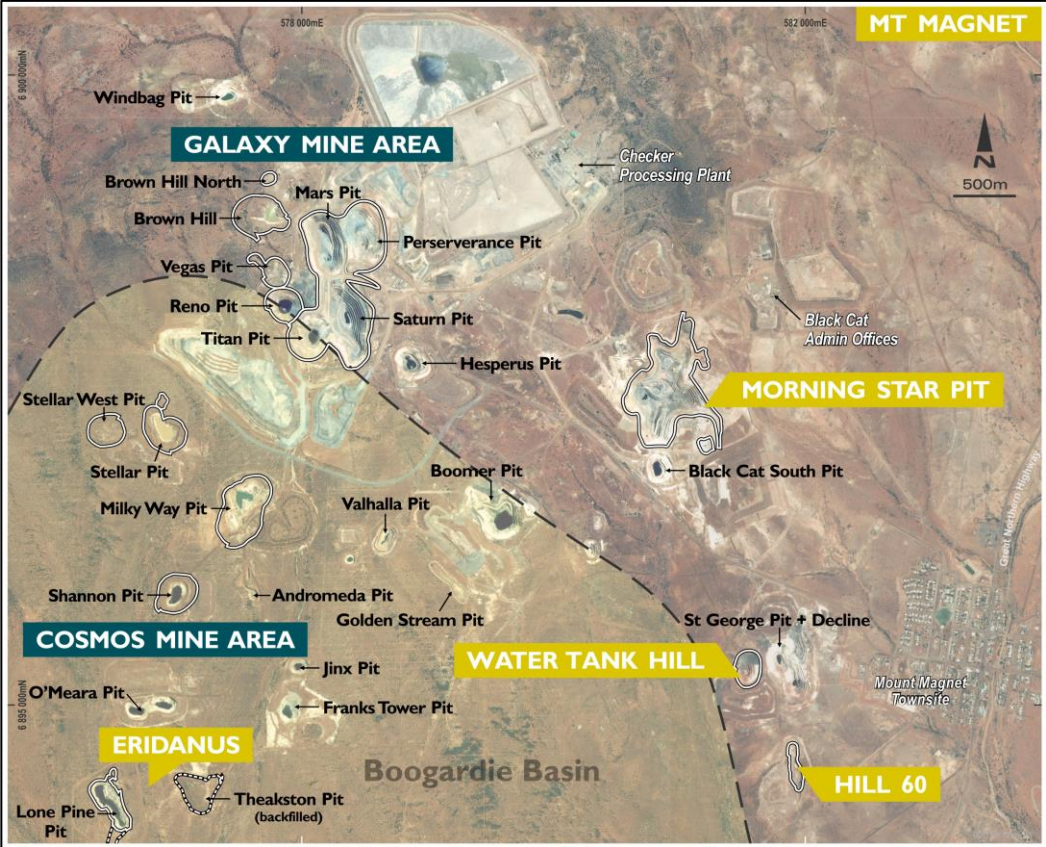 578 000mE
582 000mE
MT MAGNET
6 900 000mN
Windbag Pit
GALAXY MINE AREA
Checker
Processing Plant
N
500m
Brown Hill North
Mars Pit
Brown Hill
Perserverance Pit
Vegas Pit
Reno Pit
Saturn Pit
Titan Pit
Black Cat
Admin Offices
Hesperus Pit
MORNING STAR PIT
Stellar West Pit
Stellar Pit
Boomer Pit
Black Cat South Pit
Milky Way Pit
Valhalla Pit
Great Northern Highway
Shannon Pit
Andromeda Pit
Golden Stream Pit
St George Pit + Decline
COSMOS MINE AREA
WATER TANK HILL
Jinx Pit
Mount Magnet
Townsite
O'Meara Pit
6 895 000mN
Franks Tower Pit
ERIDANUS
Boogardie Basin
HILL 60
Theakston Pit
(backfilled)
Lone Pine
Pit